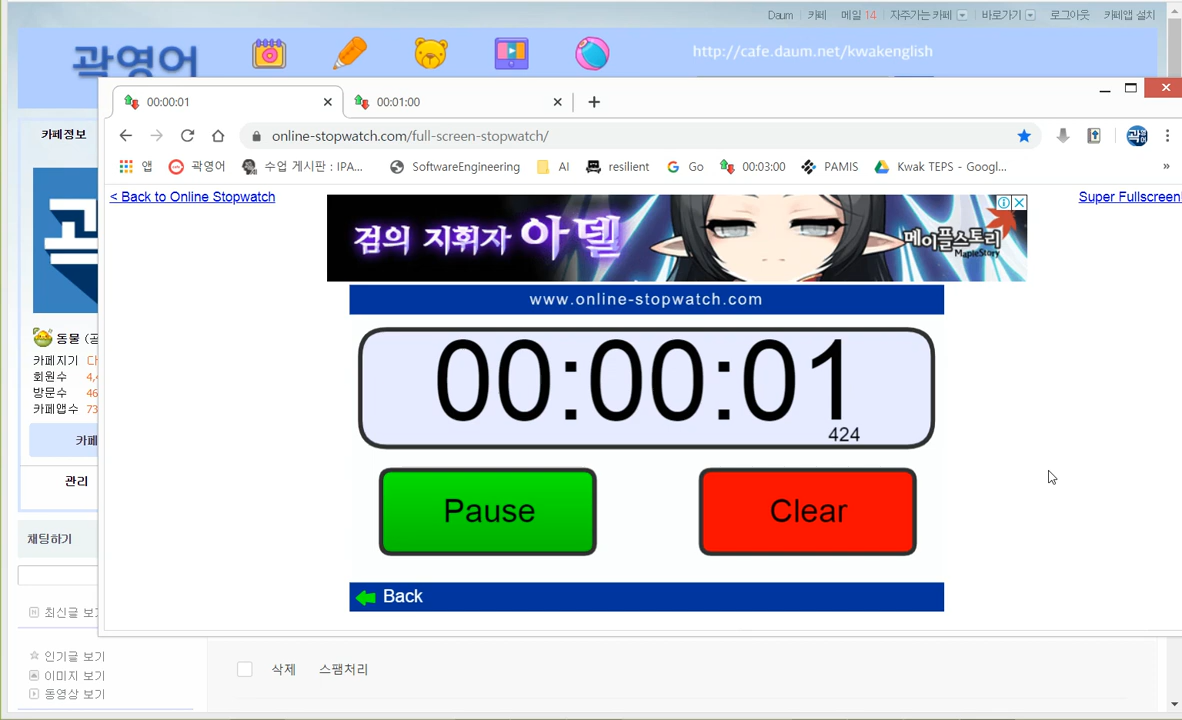 Daum 카페 메일 14 자주가는 카페 바로가기 로그아웃 카페앱 설치
곽영어
http://cafe.daum.net/kwakenglish
카페정보
00:00:01
00:01:00
online-stopwatch.com/full-screen-stopwatch/
앱 곽영어 수업 게시판 : IPA... SoftwareEngineering AI resilient Go 00:03:00 PAMIS Kwak TEPS - Googl... »
< Back to Online Stopwatch
Super Fullscreen
검의 지휘자 아델
메이플스토리
MapleStory
www.online-stopwatch.com
00:00:01
424
Pause
Clear
Back
동물
카페지기
회원수 4,
방문수 46
카페앱수 73
카페
관리
채팅하기
최신글 보
인기글 보기
이미지 보기
동영상 보기
삭제 스팸처리